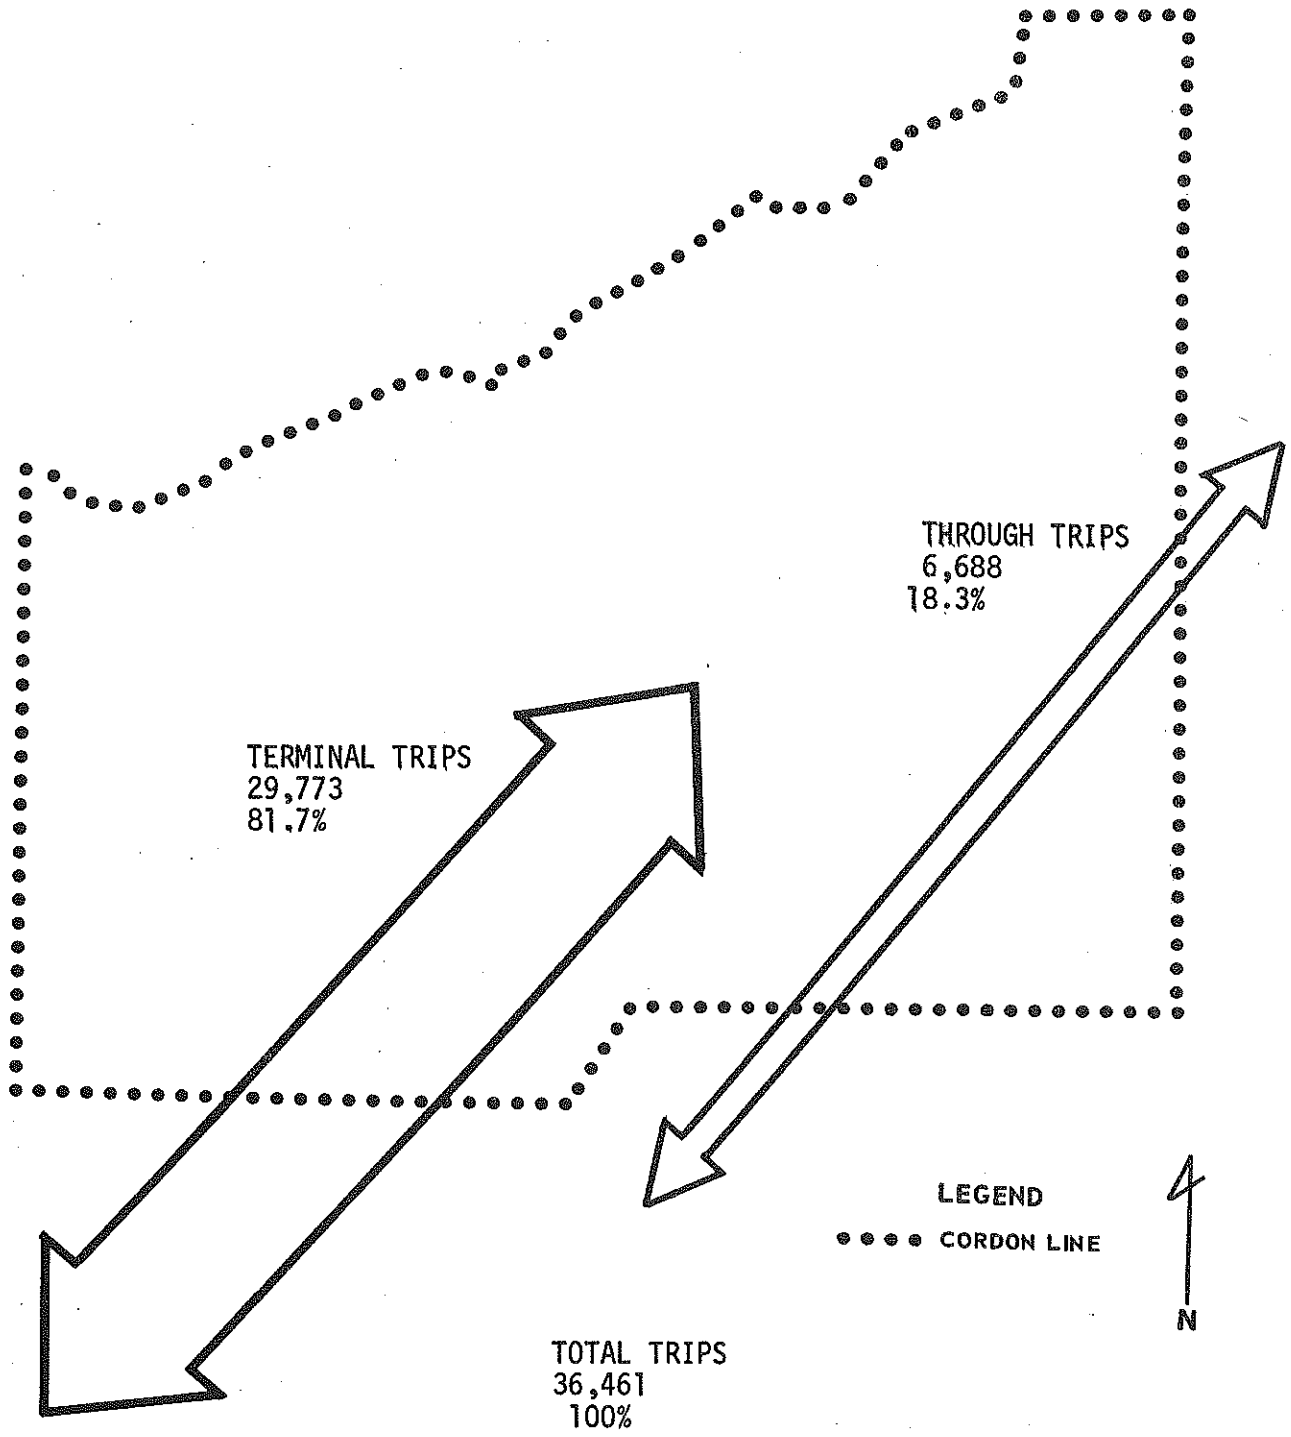 THROUGH TRIPS
6,688
18.3%
TERMINAL TRIPS
29,773
81.7%
LEGEND
CORDON LINE
N
TOTAL TRIPS
36,461
100%